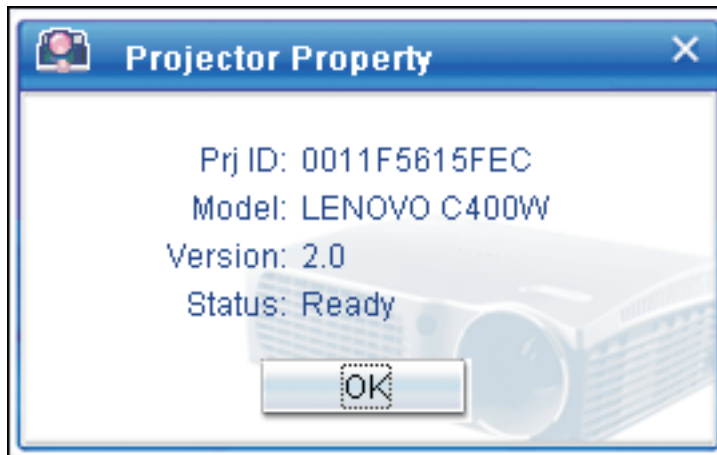 Projector Property
Prj ID: 0011F5615FEC
Model: LENOVO C400W
Version: 2.0
Status: Ready
OK